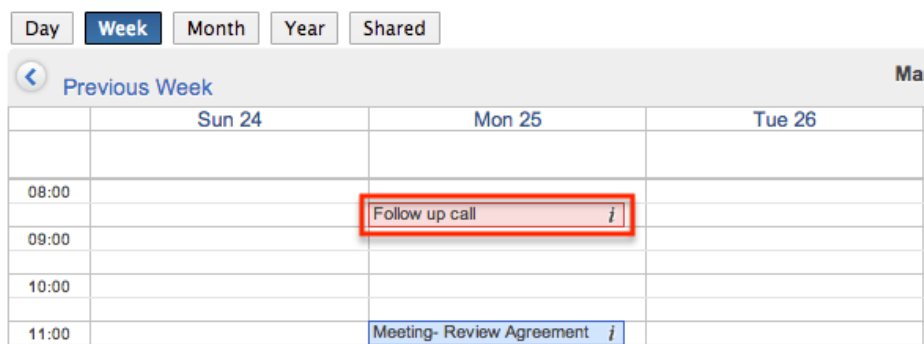 Day Week Month Year Shared
Previous Week Ma
Sun 24 Mon 25 Tue 26
08:00
Follow up call i
09:00
10:00
11:00 Meeting- Review Agreement i